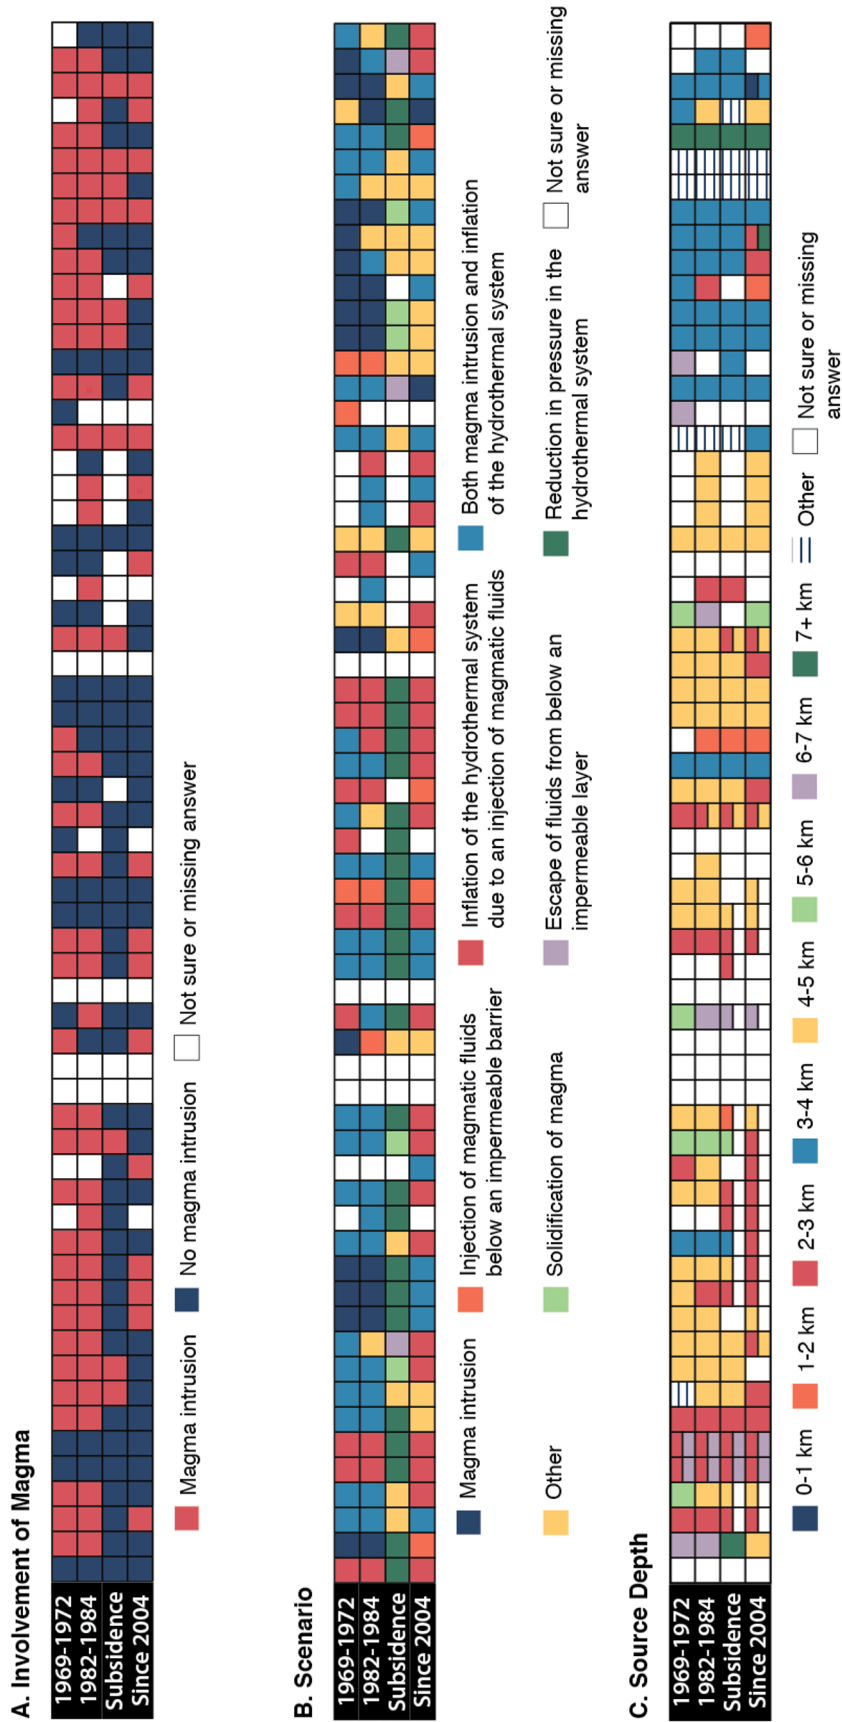 A. Involvement of Magma
1969-1972
1982-1984
Subsidence
Since 2004
Magma intrusion
No magma intrusion
Not sure or missing answer
B. Scenario
1969-1972
1982-1984
Subsidence
Since 2004
Magma intrusion
Injection of magmatic fluids
below an impermeable barrier
Inflation of the hydrothermal system
due to an injection of magmatic fluids
Both magma intrusion and inflation
of the hydrothermal system
Other
Solidification of magma
Escape of fluids from below an
impermeable layer
Reduction in pressure in the
hydrothermal system
Not sure or missing
answer
C. Source Depth
1969-1972
1982-1984
Subsidence
Since 2004
0-1 km
1-2 km
2-3 km
3-4 km
4-5 km
5-6 km
6-7 km
7+ km
Other
Not sure or missing
answer